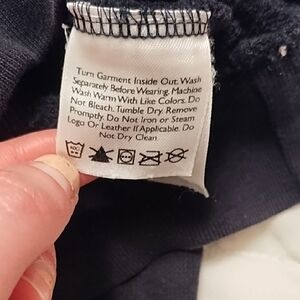 Turn Garment Inside Out. Wash
Separately Before Wearing. Machine
Wash Warm With Like Colors. Do
Not Bleach. Tumble Dry. Remove
Promptly. Do Not Iron or Steam
Logo Or Leather If Applicable. Do
Not Dry Clean